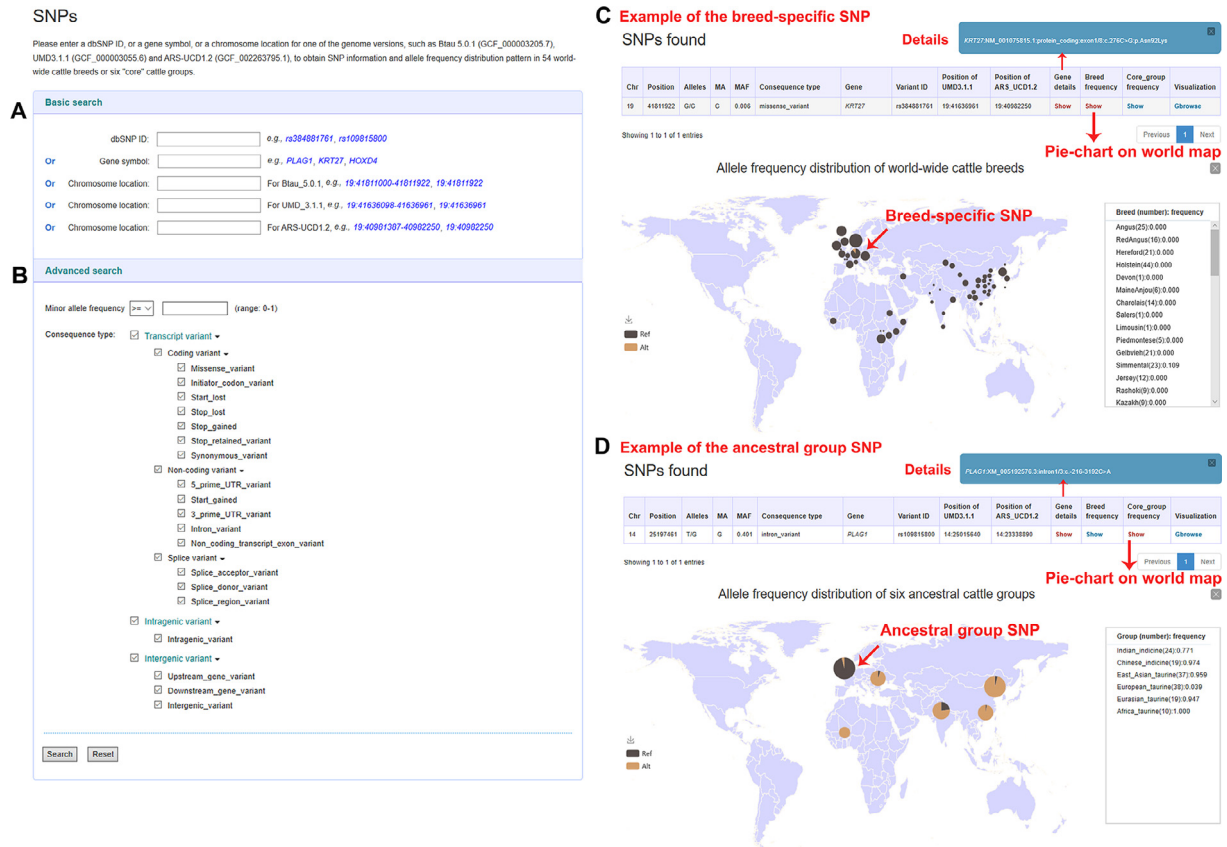 SNPs
Please enter a dbSNP ID, or a gene symbol, or a chromosome location for one of the genome versions, such as Btau 5.0.1 (GCF_000003205.7),
UMD3.1.1 (GCF_000003055.6) and ARS-UCD1.2 (GCF_002263795.1), to obtain SNP information and allele frequency distribution pattern in 54 world-
wide cattle breeds or six "core" cattle groups.
A
Basic search
dbSNP ID: e.g., rs384881761, rs109815800
Or Gene symbol: e.g., PLAG1, KRT27, HOXD4
Or Chromosome location: For Btau_5.0.1, e.g., 19:41811000-41811922, 19:41811922
Or Chromosome location: For UMD_3.1.1, e.g., 19:41636098-41636961, 19:41636961
Or Chromosome location: For ARS-UCD1.2, e.g., 19:40981387-40982250, 19:40982250
B
Advanced search
Minor allele frequency >= (range: 0-1)
Consequence type: Transcript variant
Coding variant
Missense_variant
Initiator_codon_variant
Start_lost
Stop_lost
Stop_gained
Stop_retained_variant
Synonymous_variant
Non-coding variant
5_prime_UTR_variant
Start_gained
3_prime_UTR_variant
Intron_variant
Non_coding_transcript_exon_variant
Splice variant
Splice_acceptor_variant
Splice_donor_variant
Splice_region_variant
Intragenic variant
Intragenic_variant
Intergenic variant
Upstream_gene_variant
Downstream_gene_variant
Intergenic_variant
Search Reset
C Example of the breed-specific SNP
SNPs found
Details
KRT27:NM_001075815.1:protein_coding:exon1/8:c.276C>G:p.Asn92Lys
Chr Position Alleles MA MAF Consequence type Gene Variant ID Position of UMD3.1.1 Position of ARS_UCD1.2 Gene details Breed frequency Core_group frequency Visualization
19 41811922 G/C G 0.006 missense_variant KRT27 rs384881761 19:41636961 19:40982250 Show Show Show Gbrowse
Showing 1 to 1 of 1 entries
Previous 1 Next
Pie-chart on world map
Allele frequency distribution of world-wide cattle breeds
Breed-specific SNP
Ref
Alt
Breed (number): frequency
Angus(25):0.000
RedAngus(16):0.000
Hereford(21):0.000
Holstein(44):0.000
Devon(1):0.000
MaineAnjou(6):0.000
Charolais(14):0.000
Salers(1):0.000
Limousin(1):0.000
Piedmontese(5):0.000
Gelbvieh(21):0.000
Simmental(23):0.109
Jersey(12):0.000
Rashoki(9):0.000
Kazakh(9):0.000
D Example of the ancestral group SNP
SNPs found
Details
PLAG1:XM_005192576.3:intron1/3:c.-216-3192C>A
Chr Position Alleles MA MAF Consequence type Gene Variant ID Position of UMD3.1.1 Position of ARS_UCD1.2 Gene details Breed frequency Core_group frequency Visualization
14 25197461 T/G G 0.401 intron_variant PLAG1 rs109815800 14:25015640 14:23338890 Show Show Show Gbrowse
Showing 1 to 1 of 1 entries
Previous 1 Next
Pie-chart on world map
Allele frequency distribution of six ancestral cattle groups
Ancestral group SNP
Ref
Alt
Group (number): frequency
Indian_indicine(24):0.771
Chinese_indicine(19):0.974
East_Asian_taurine(37):0.959
European_taurine(38):0.039
Eurasian_taurine(19):0.947
Africa_taurine(10):1.000